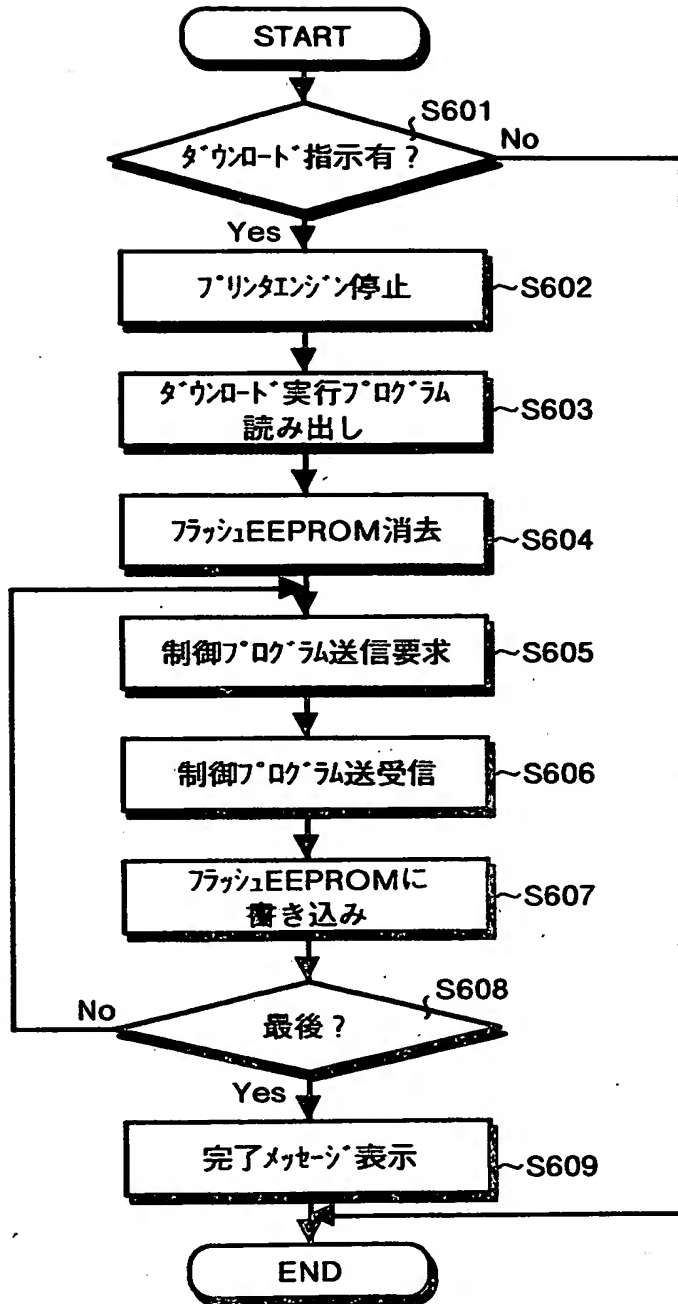 START
S601
ﾀﾞｳﾝﾛｰﾄﾞ指示有？
No
Yes
ﾌﾟﾘﾝﾀｴﾝｼﾞﾝ停止
～S602
ﾀﾞｳﾝﾛｰﾄﾞ実行ﾌﾟﾛｸﾞﾗﾑ
読み出し
～S603
ﾌﾗｯｼｭEEPROM消去
～S604
制御ﾌﾟﾛｸﾞﾗﾑ送信要求
～S605
制御ﾌﾟﾛｸﾞﾗﾑ送受信
～S606
ﾌﾗｯｼｭEEPROMに
書き込み
～S607
S608
No
最後？
Yes
完了ﾒｯｾｰｼﾞ表示
～S609
END